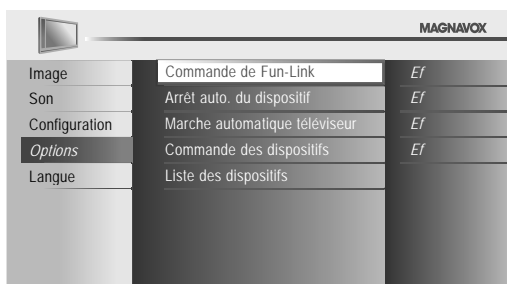 MAGNAVOX
Image
Commande de Fun-Link Ef
Son
Arrêt auto. du dispositif Ef
Configuration
Marche automatique téléviseur Ef
Options
Commande des dispositifs Ef
Langue
Liste des dispositifs